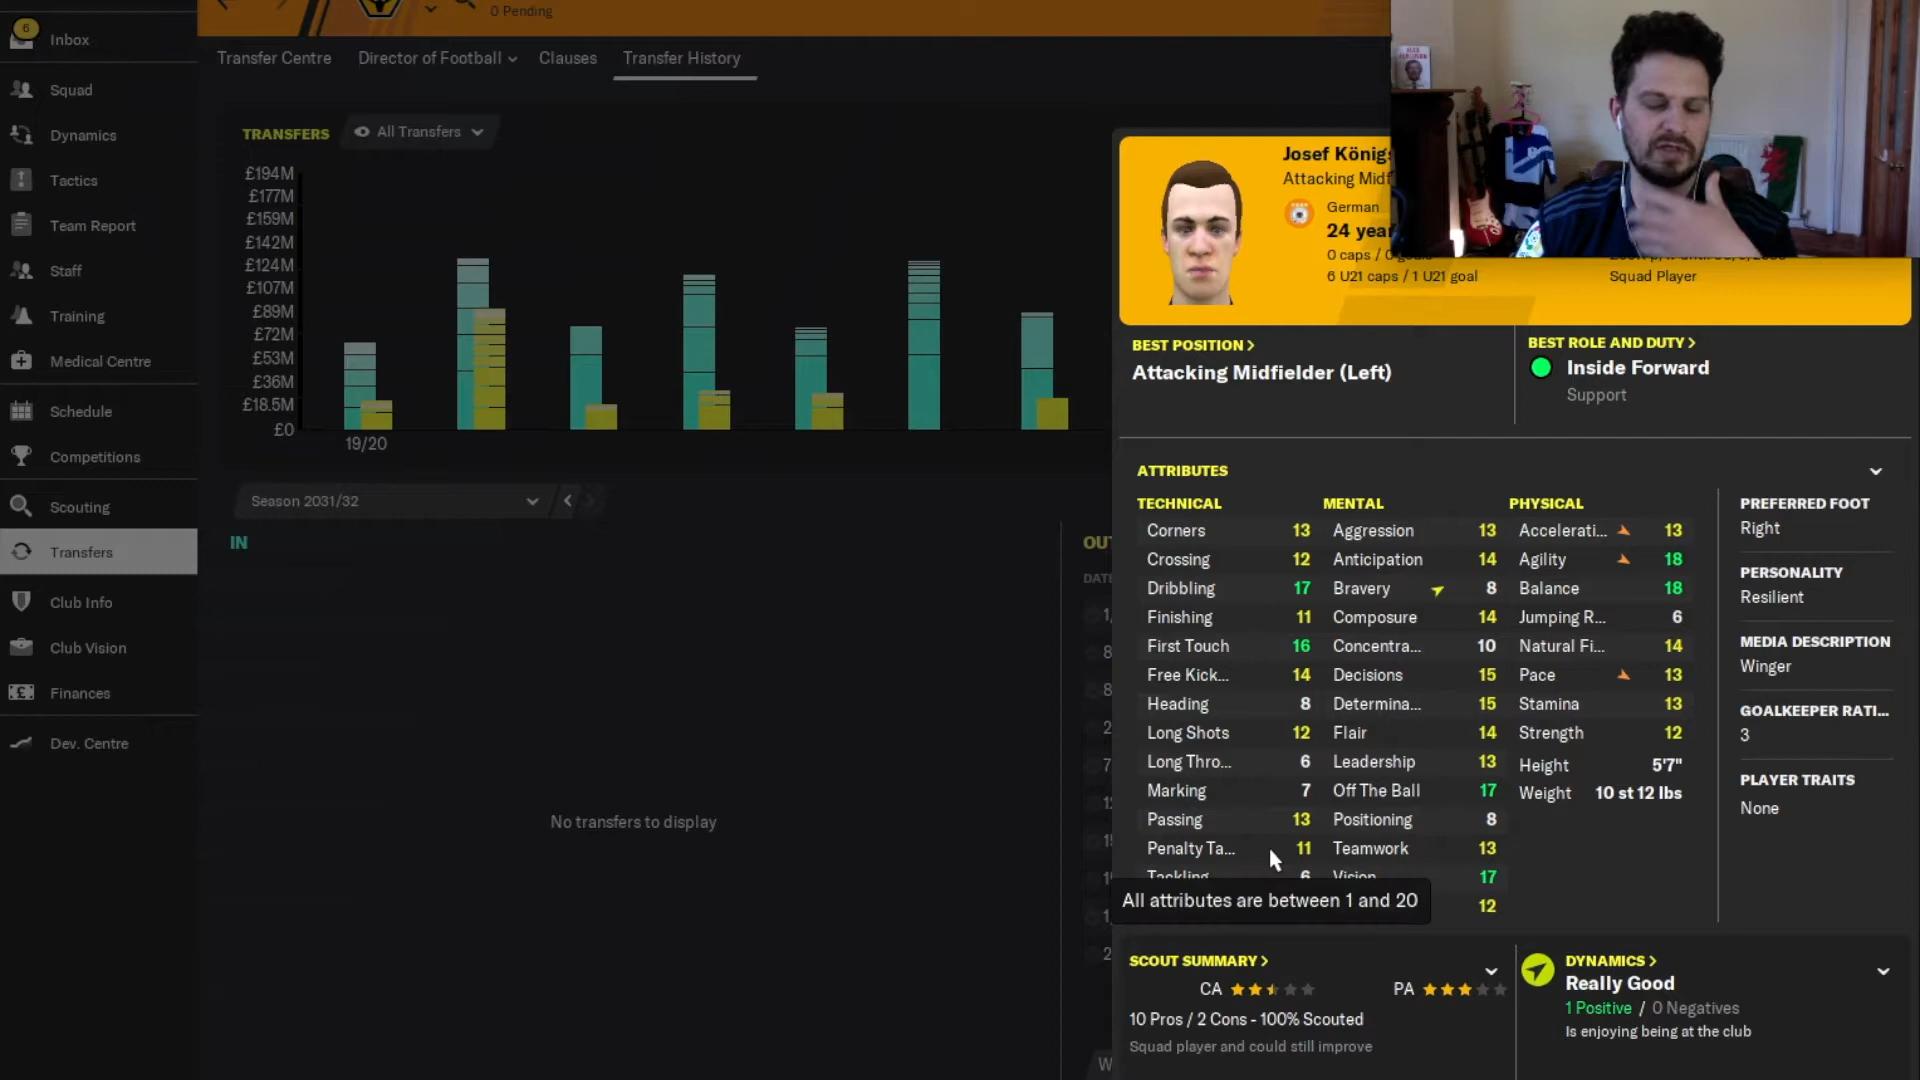 6
Inbox
Squad
Dynamics
Tactics
Team Report
Staff
Training
Medical Centre
Schedule
Competitions
Scouting
Transfers
Club Info
Club Vision
Finances
Dev. Centre
0 Pending
Transfer Centre Director of Football Clauses Transfer History
TRANSFERS All Transfers
£194M
£177M
£159M
£142M
£124M
£107M
£89M
£72M
£53M
£36M
£18.5M
£0
19/20
Season 2031/32
IN
No transfers to display
Josef
Attacking
German
24
0 caps /
6 U21 caps / 1 U21 goal
Squad Player
BEST POSITION >
Attacking Midfielder (Left)
BEST ROLE AND DUTY >
Inside Forward
Support
ATTRIBUTES
TECHNICAL MENTAL PHYSICAL
Corners 13 Aggression 13 Accelerati... 13
Crossing 12 Anticipation 14 Agility 18
Dribbling 17 Bravery 8 Balance 18
Finishing 11 Composure 14 Jumping R... 6
First Touch 16 Concentra... 10 Natural Fi... 14
Free Kick... 14 Decisions 15 Pace 13
Heading 8 Determina... 15 Stamina 13
Long Shots 12 Flair 14 Strength 12
Long Thro... 6 Leadership 13 Height 5'7"
Marking 7 Off The Ball 17 Weight 10 st 12 lbs
Passing 13 Positioning 8
Penalty Ta... 11 Teamwork 13
Tackling 6 Vision 17
12
All attributes are between 1 and 20
PREFERRED FOOT
Right
PERSONALITY
Resilient
MEDIA DESCRIPTION
Winger
GOALKEEPER RATI...
3
PLAYER TRAITS
None
SCOUT SUMMARY >
CA PA
10 Pros / 2 Cons - 100% Scouted
Squad player and could still improve
DYNAMICS >
Really Good
1 Positive / 0 Negatives
Is enjoying being at the club